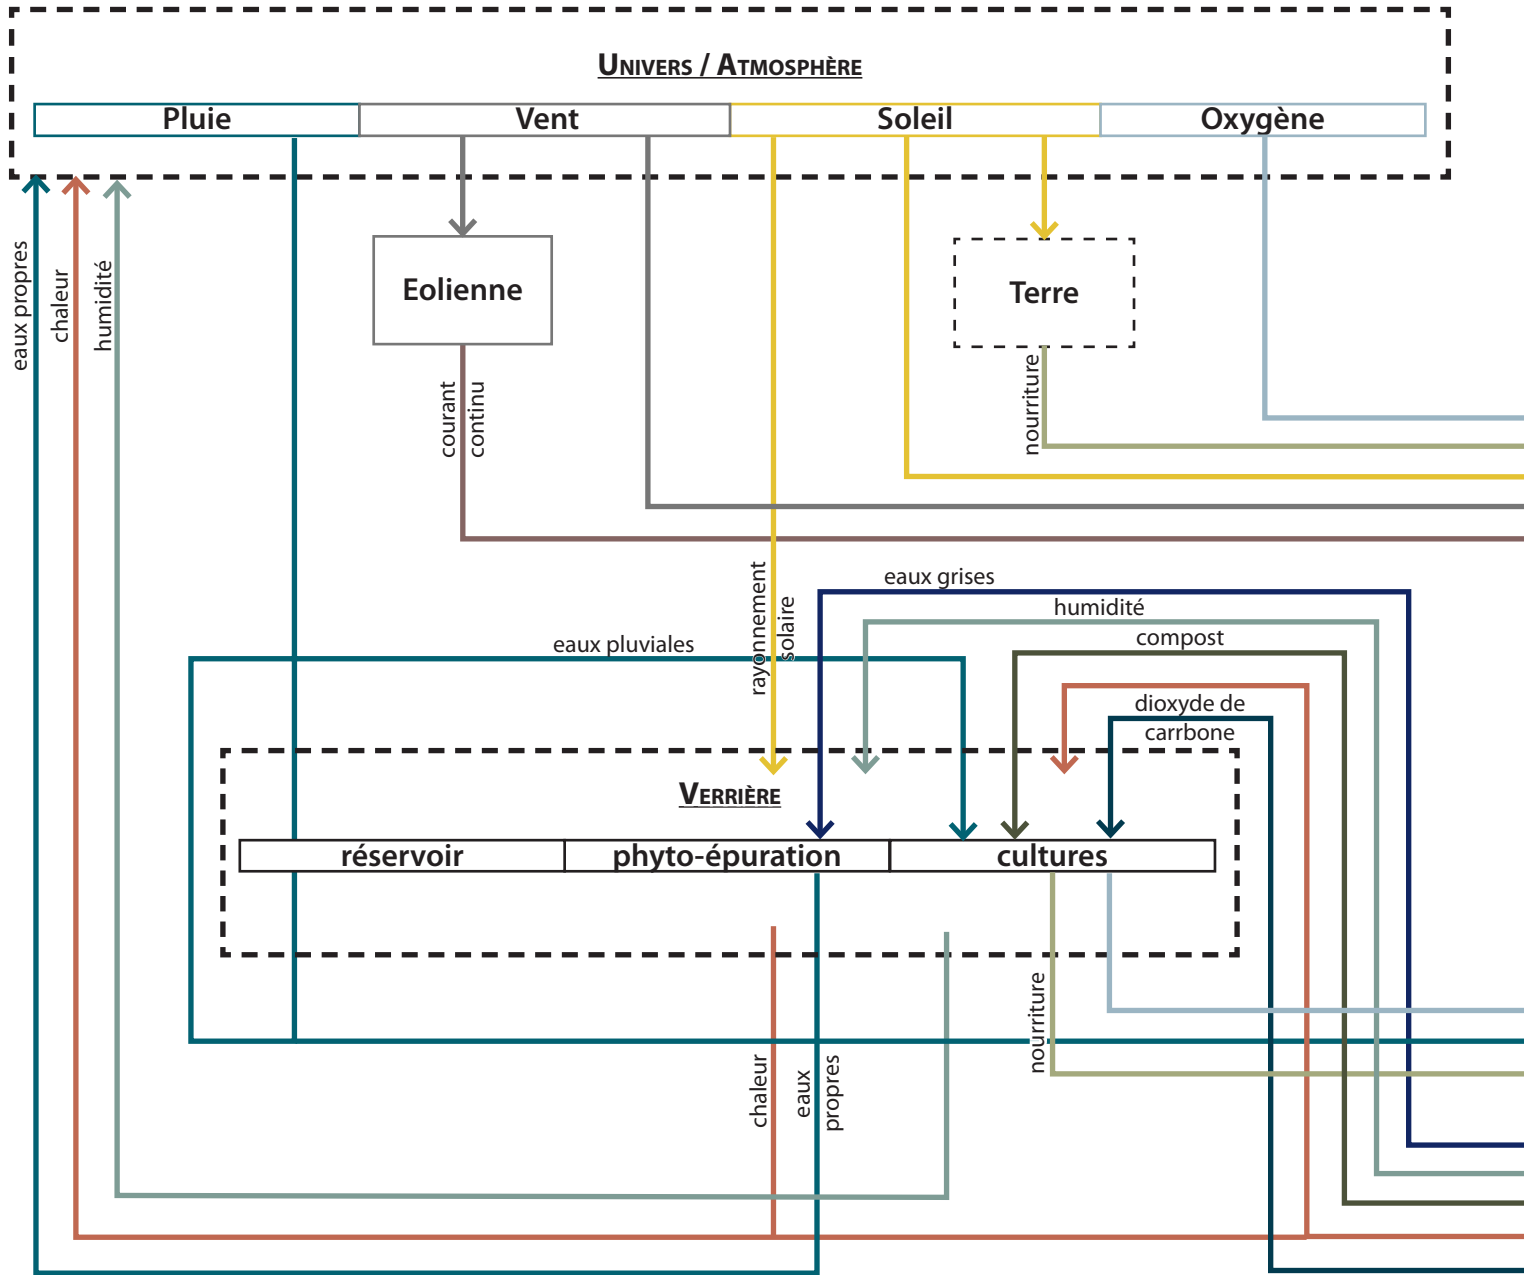 Univers / Atmosphère
Pluie
Vent
Soleil
Oxygène
eaux propres
chaleur
humidité
Eolienne
Terre
courant
continu
nourriture
rayonnement
solaire
eaux grises
humidité
compost
eaux pluviales
dioxyde de
carrbone
Verrière
réservoir
phyto-épuration
cultures
nourriture
chaleur
eaux
propres